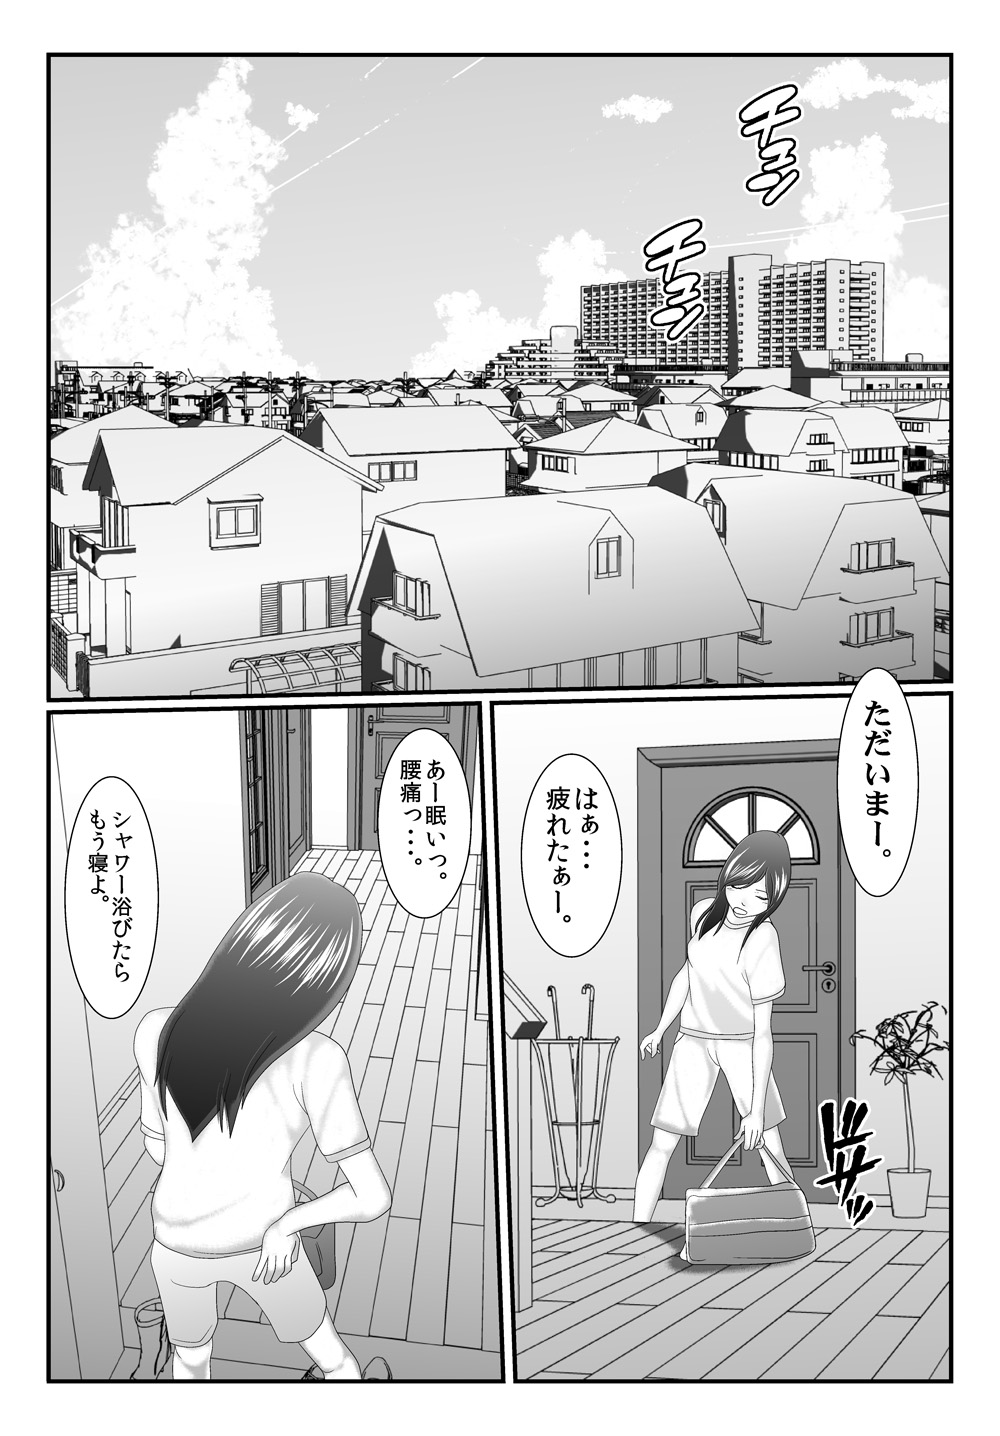 チュン
チュン
ただいまー。
はぁ･･･
疲れたぁー。
ドサッ
あー眠いっ。
腰痛っ･･･。
シャワー浴びたら
もう寝よ。